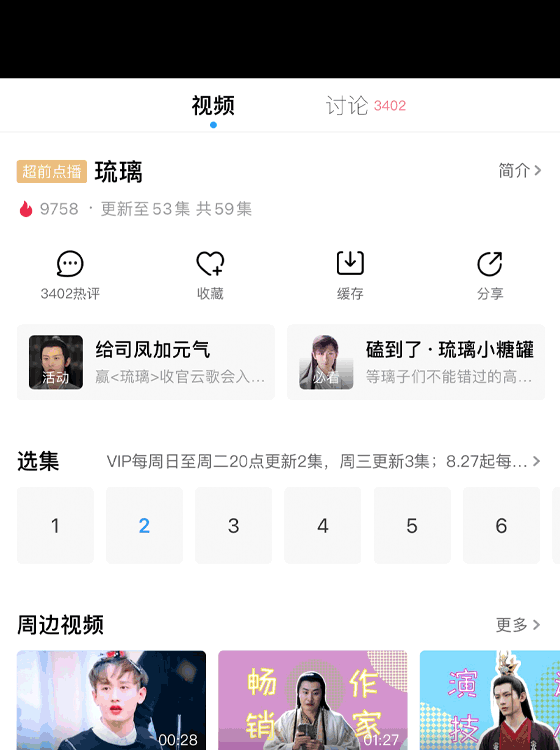 视频
讨论 3402
超前点播 琉璃
简介
9758 · 更新至53集 共59集
3402热评
收藏
缓存
分享
活动
给司凤加元气
赢<琉璃>收官云歌会入…
必看
磕到了·琉璃小糖罐
等璃子们不能错过的高…
选集
VIP每周日至周二20点更新2集，周三更新3集；8.27起每…
1
2
3
4
5
6
周边视频
更多
00:28
畅销
作家
01:27
演技